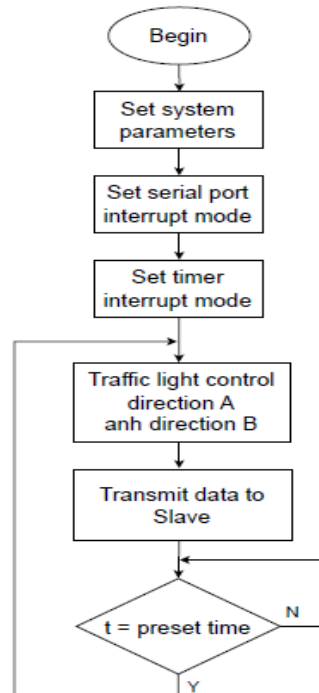 Begin
Set system
parameters
Set serial port
interrupt mode
Set timer
interrupt mode
Traffic light control
direction A
anh direction B
Transmit data to
Slave
t = preset time
N
Y